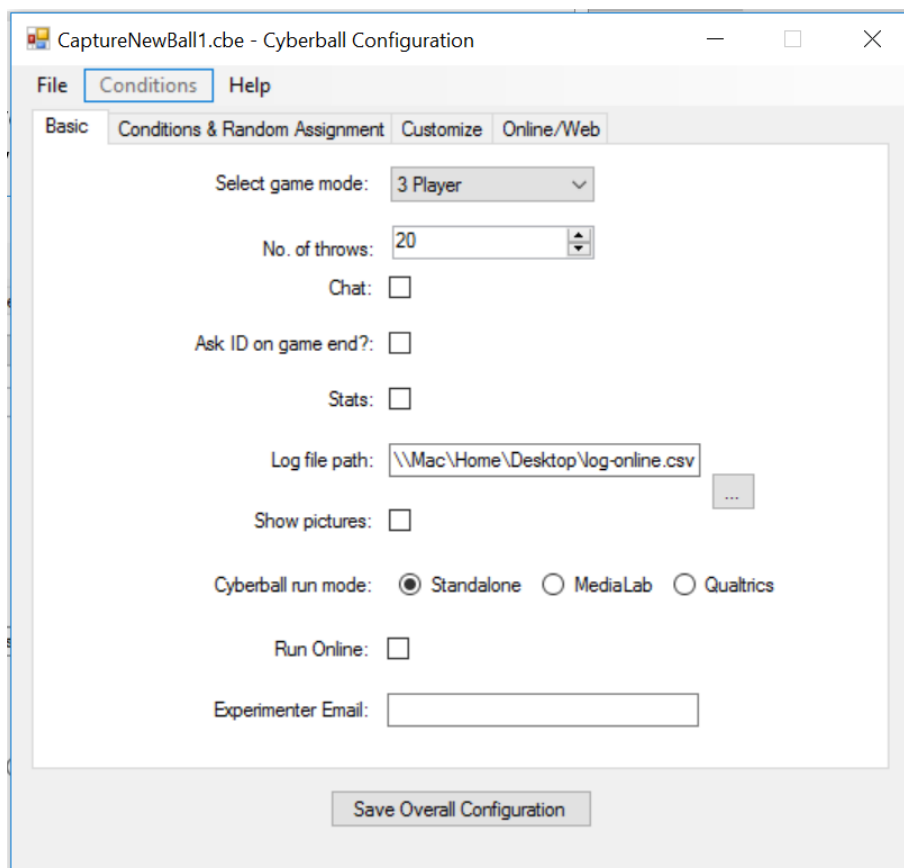 CaptureNewBall1.cbe - Cyberball Configuration
File Conditions Help
Basic Conditions & Random Assignment Customize Online/Web
Select game mode: 3 Player
No. of throws: 20
Chat:
Ask ID on game end?:
Stats:
Log file path: \\Mac\Home\Desktop\log-online.csv
...
Show pictures:
Cyberball run mode: Standalone MediaLab Qualtrics
Run Online:
Experimenter Email:
Save Overall Configuration